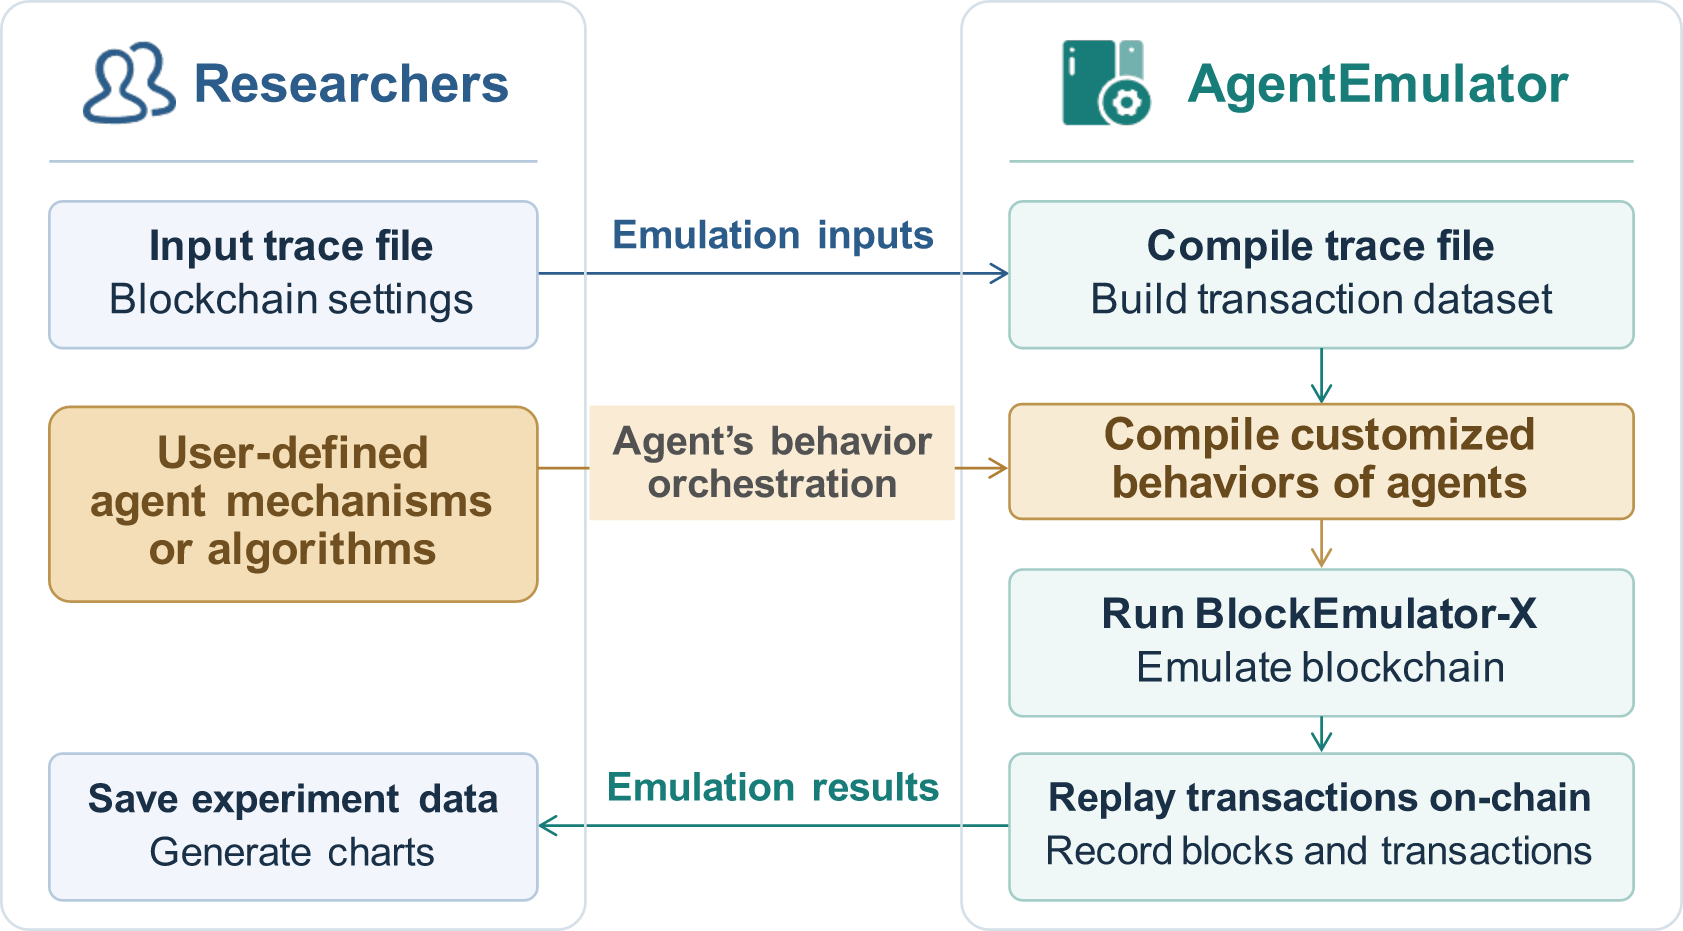 Researchers
AgentEmulator
Input trace file
Blockchain settings
Emulation inputs
Compile trace file
Build transaction dataset
User-defined
agent mechanisms
or algorithms
Agent’s behavior
orchestration
Compile customized
behaviors of agents
Run BlockEmulator-X
Emulate blockchain
Save experiment data
Generate charts
Emulation results
Replay transactions on-chain
Record blocks and transactions